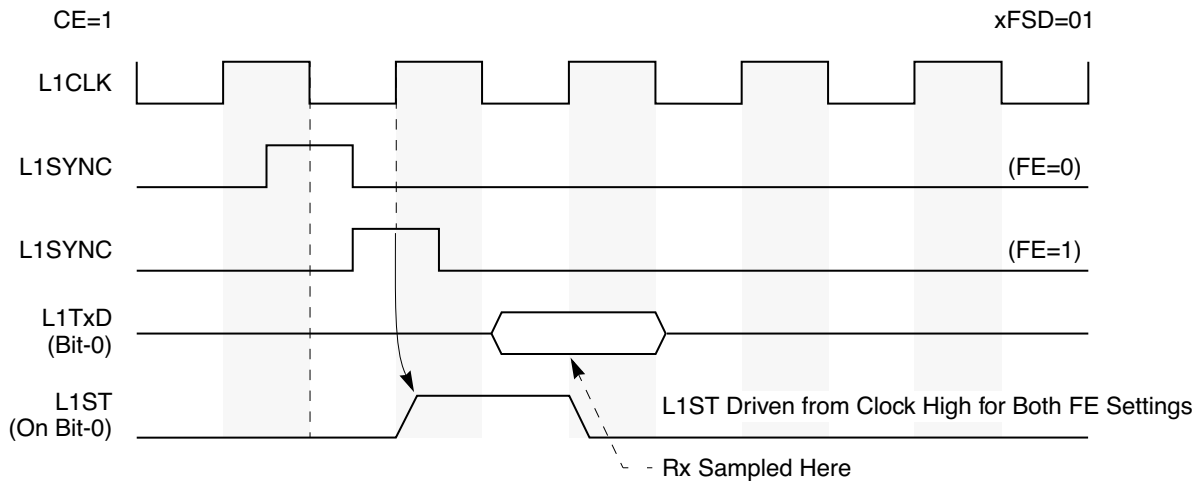 CE=1
xFSD=01
L1CLK
L1SYNC
(FE=0)
L1SYNC
(FE=1)
L1TxD
(Bit-0)
L1ST
(On Bit-0)
L1ST Driven from Clock High for Both FE Settings
Rx Sampled Here